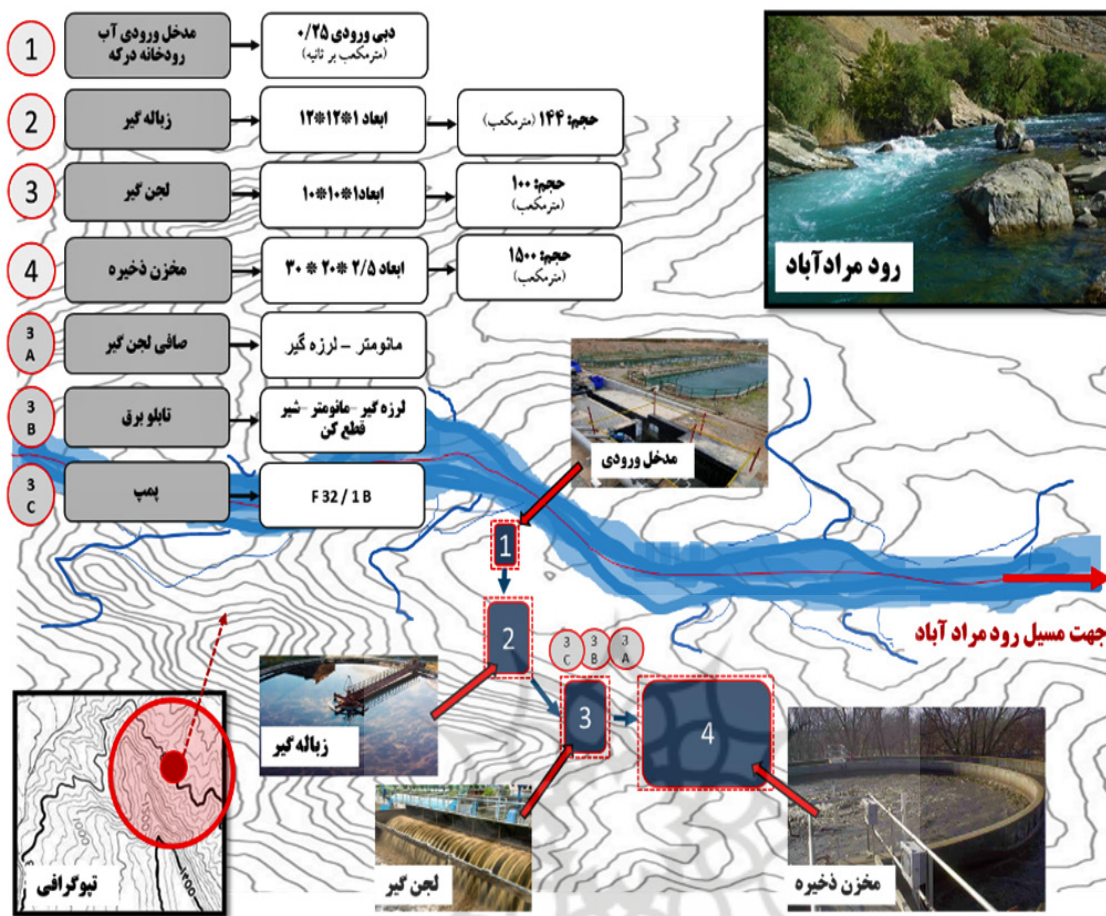 1
مدخل ورودی آب
رودخانه درکه
دبی ورودی ۰/۲۵
(مترمکعب بر ثانیه)
2
زباله گیر
ابعاد ۱*۱۲*۱۲
حجم: ۱۴۴ (مترمکعب)
3
لجن گیر
ابعاد۱*۱۰*۱۰
حجم: ۱۰۰
(مترمکعب)
4
مخزن ذخیره
ابعاد ۲/۵ *۲۰ * ۳۰
حجم: ۱۵۰۰
(مترمکعب)
3
A
صافی لجن گیر
مانومتر – لرزه گیر
3
B
تابلو برق
لرزه گیر – مانومتر –شیر
قطع کن
3
C
پمپ
F 32 / 1 B
رود مرادآباد
مدخل ورودی
1
2
3
C
3
B
3
A
3
4
جهت مسیل رود مراد آباد
زباله گیر
لجن گیر
مخزن ذخیره
تپوگرافی